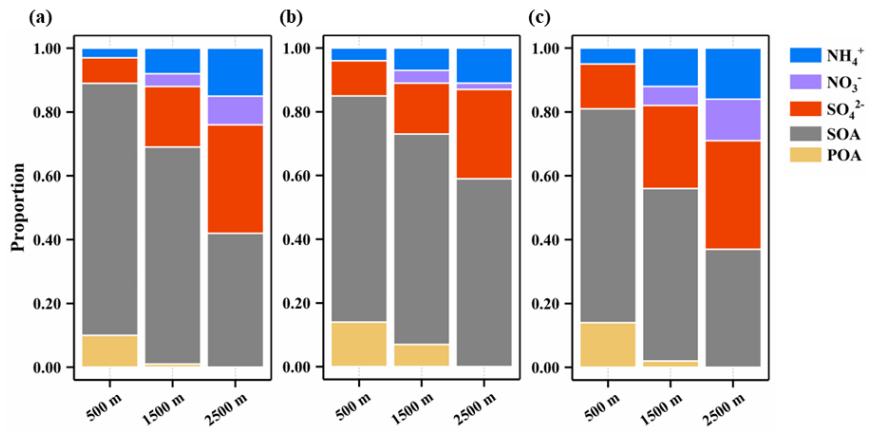 (a) (b) (c)
1.00 1.00 1.00
0.80 0.80 0.80
0.60 0.60 0.60
0.40 0.40 0.40
0.20 0.20 0.20
0.00 0.00 0.00
Proportion
500 m 1500 m 2500 m 500 m 1500 m 2500 m 500 m 1500 m 2500 m
NH₄⁺
NO₃⁻
SO₄²⁻
SOA
POA